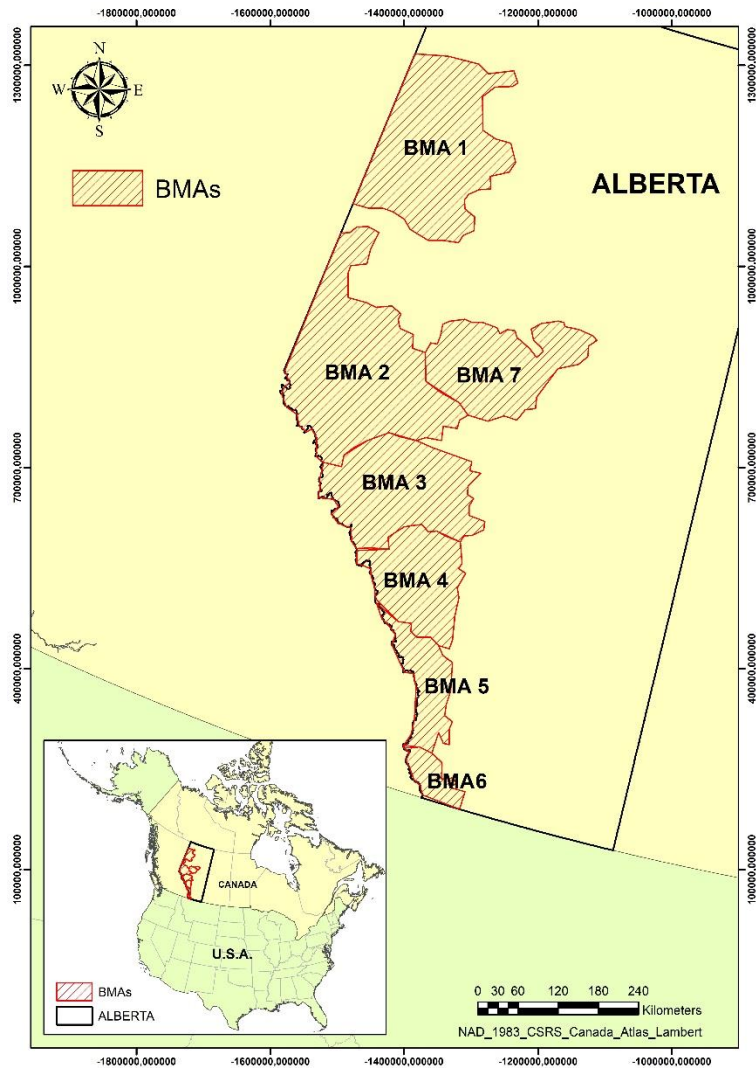 -1800000,000000 -1600000,000000 -1400000,000000 -1200000,000000 -1000000,000000
1300000,000000 1300000,000000
N
W E
S
BMAs
BMA 1
ALBERTA
1000000,000000 1000000,000000
BMA 2
BMA 7
700000,000000 700000,000000
BMA 3
BMA 4
400000,000000 400000,000000
BMA 5
BMA6
100000,000000 100000,000000
CANADA
U.S.A.
BMAs
ALBERTA
0 30 60 120 180 240
Kilometers
NAD_1983_CSRS_Canada_Atlas_Lambert
-1800000,000000 -1600000,000000 -1400000,000000 -1200000,000000 -1000000,000000